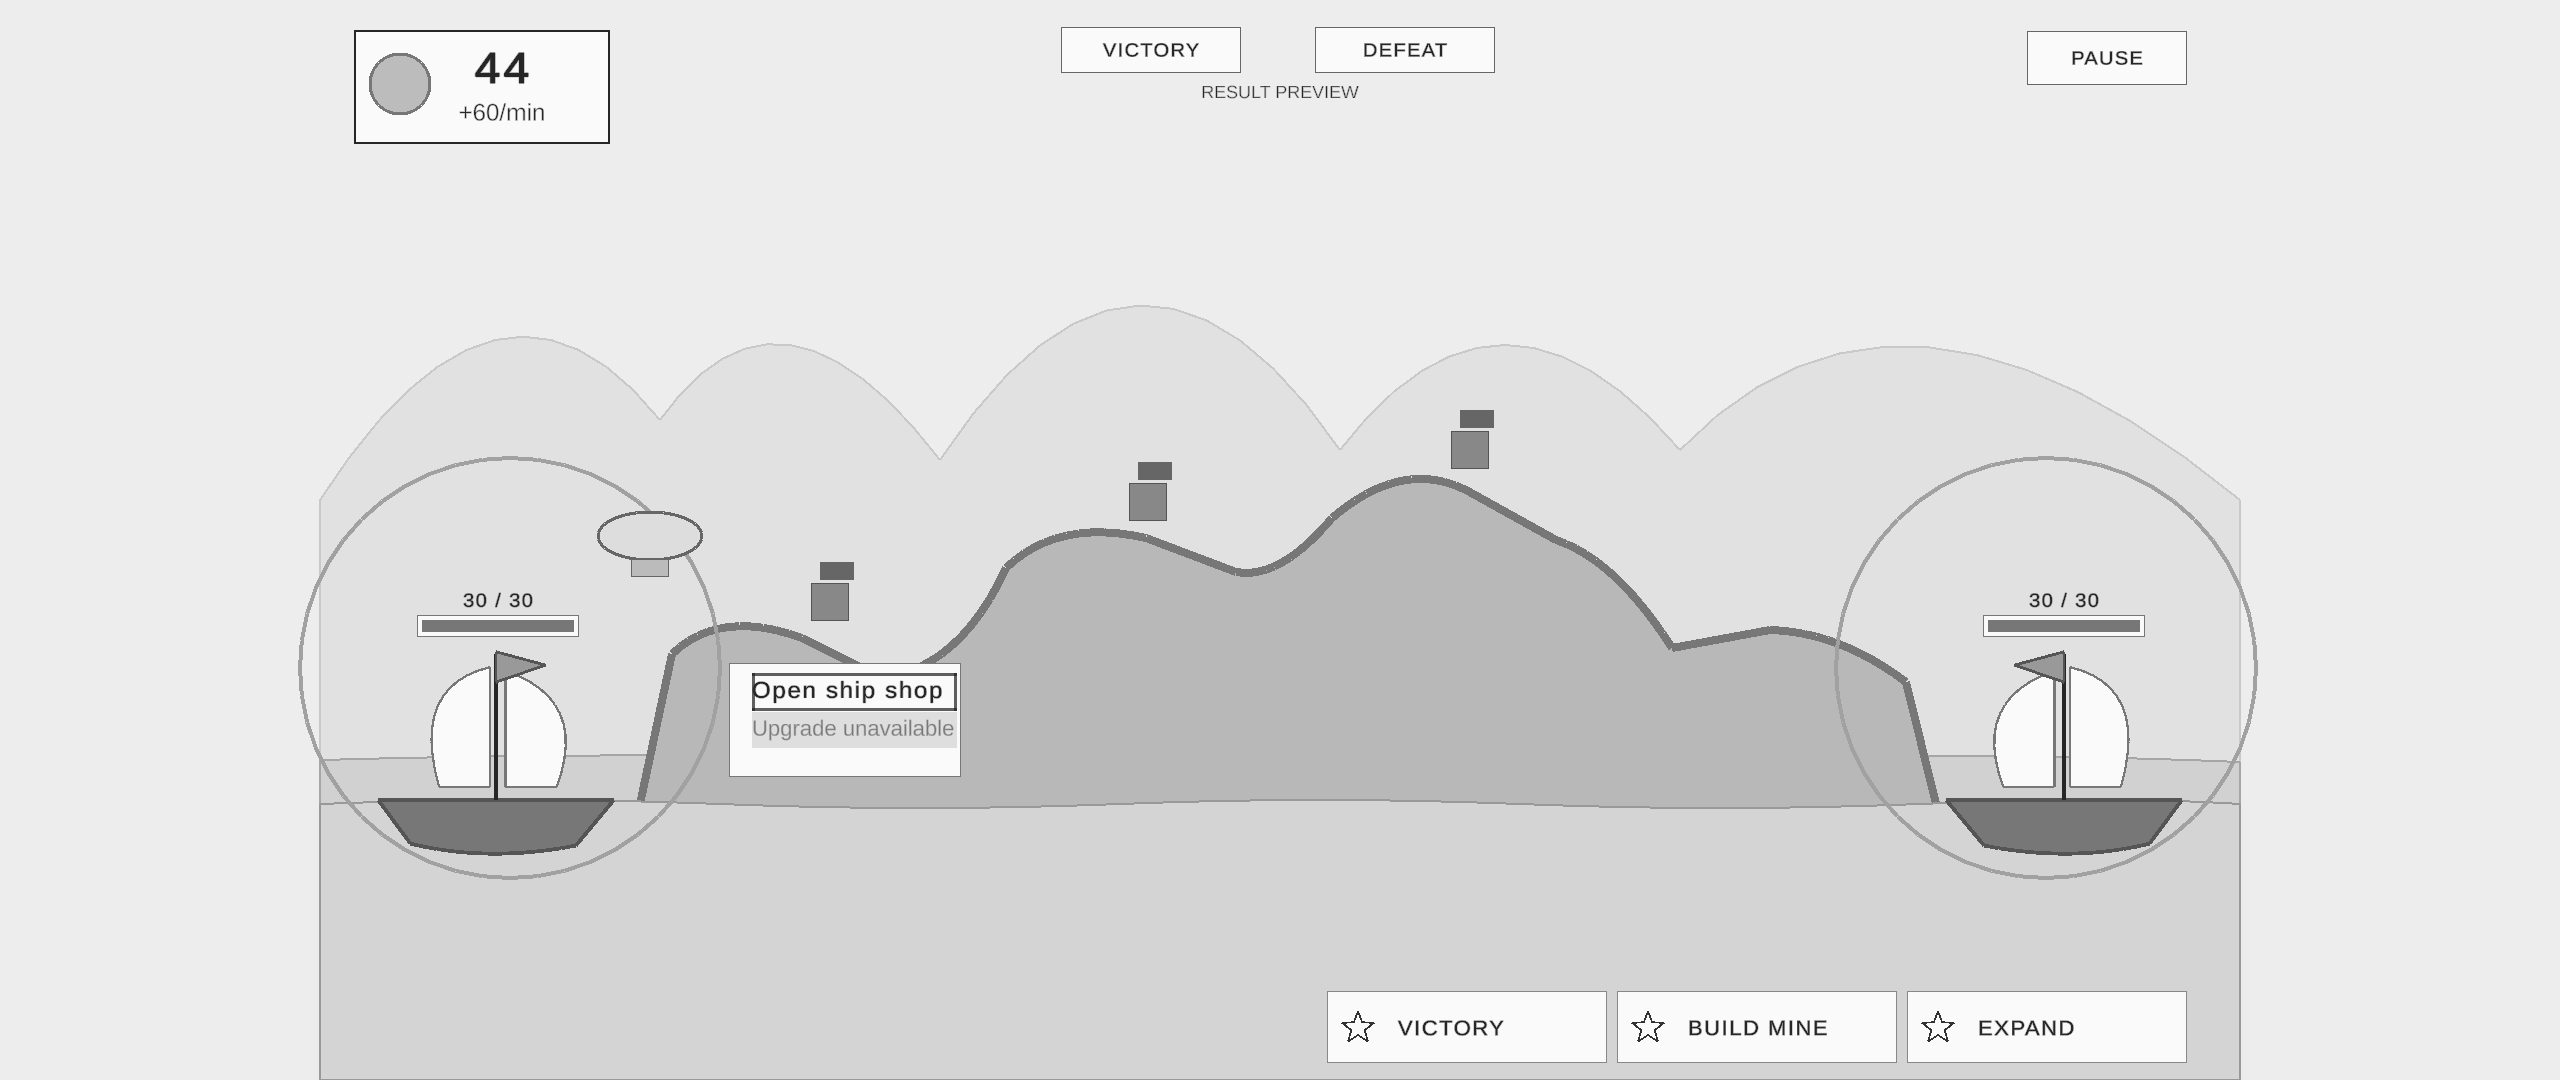 44
+60/min
VICTORY
DEFEAT
RESULT PREVIEW
PAUSE
30 / 30
30 / 30
Open ship shop
Upgrade unavailable
VICTORY
BUILD MINE
EXPAND